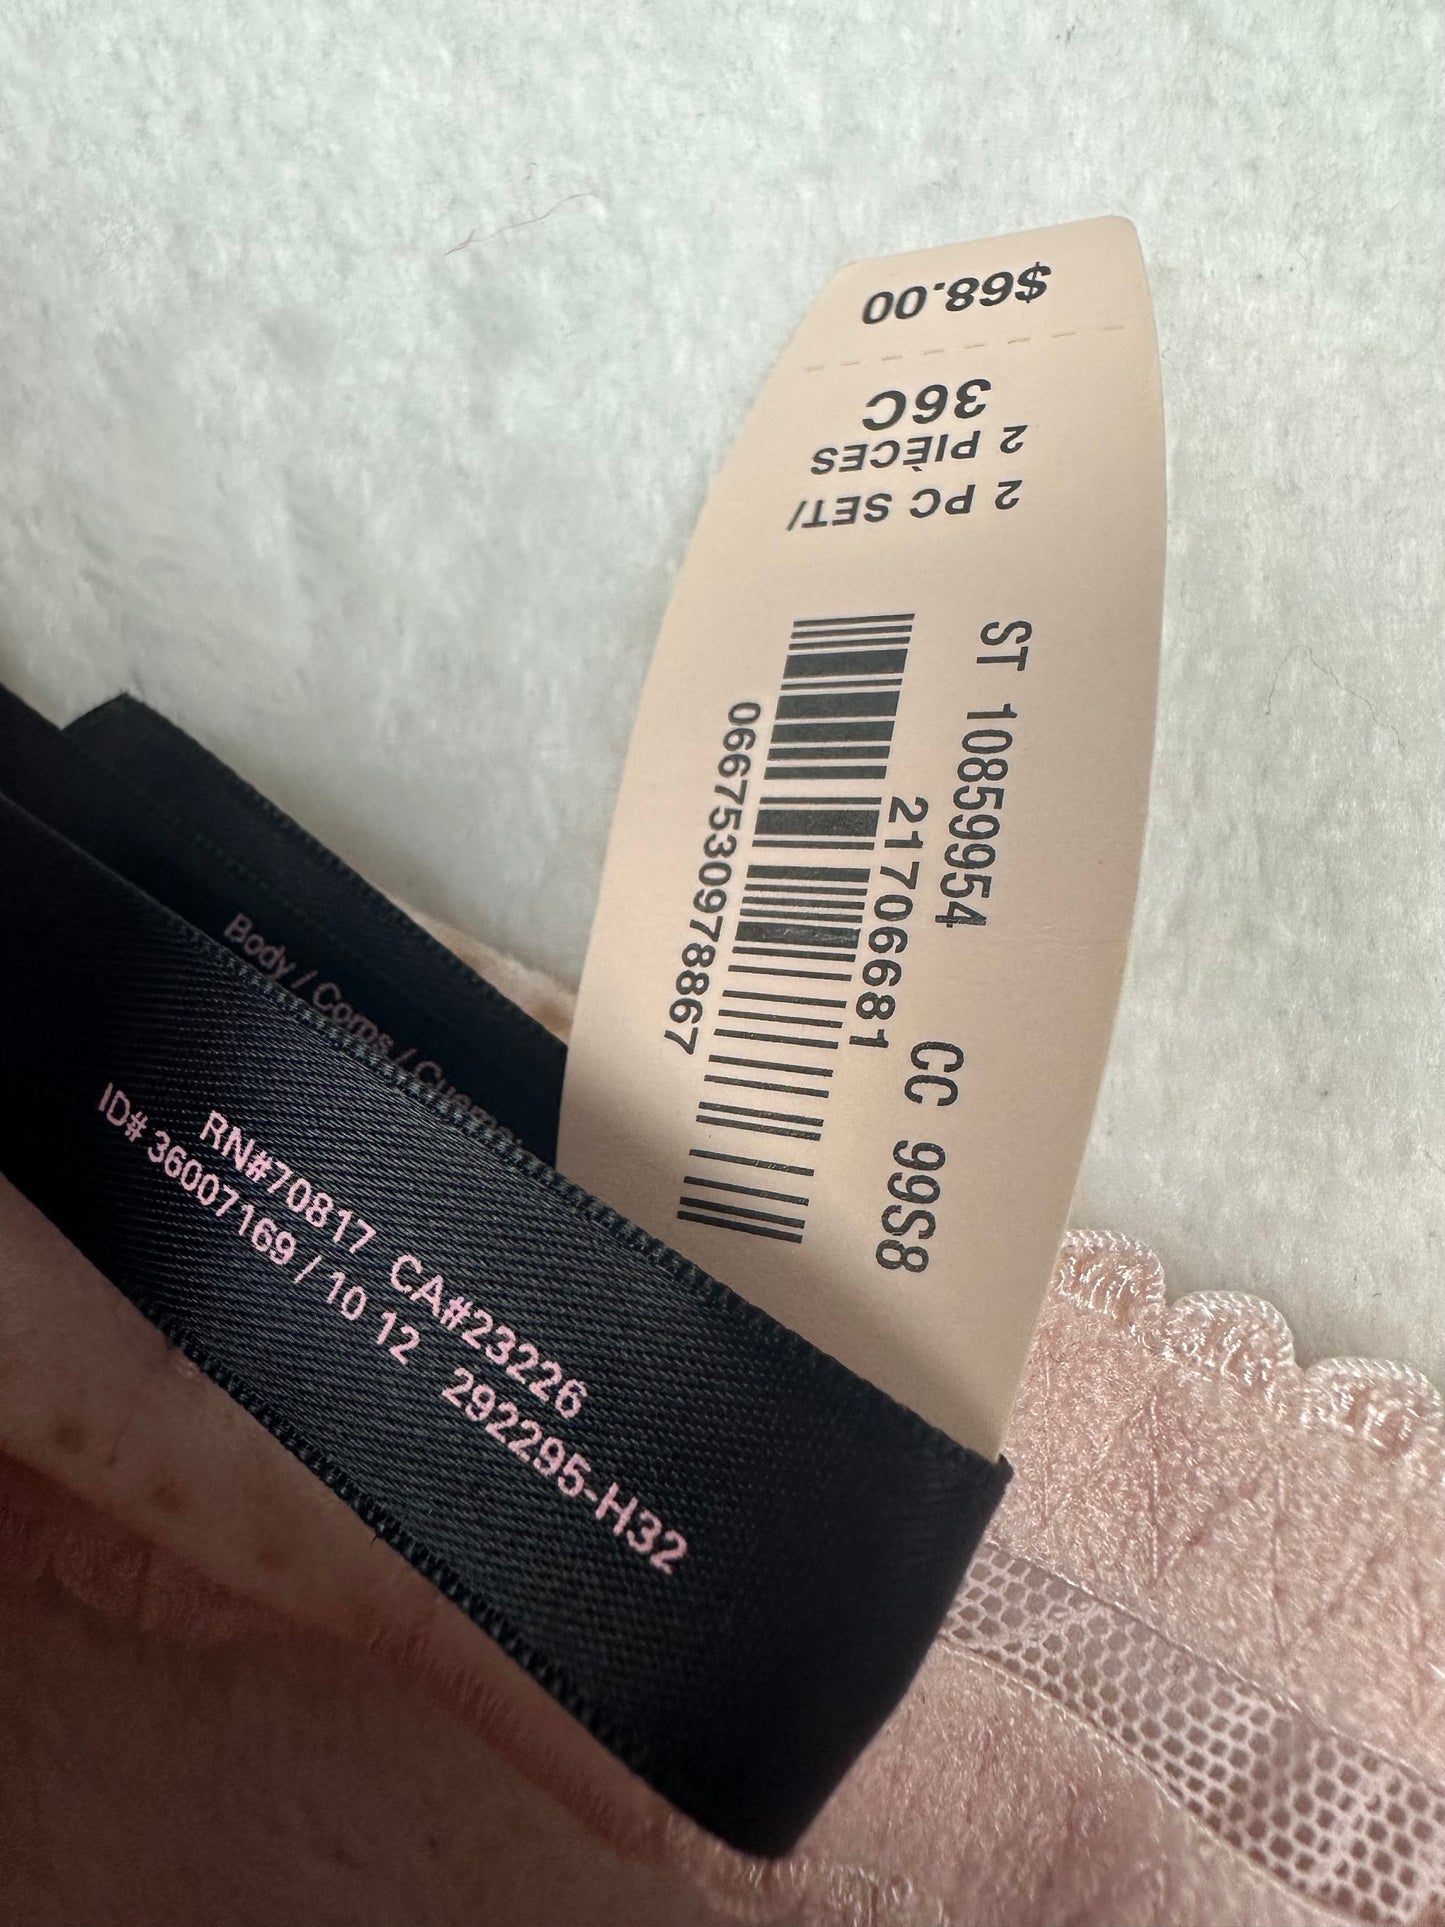 $68.00
36C
2 PIÈCES
2 PC SET/
ST 10859954 CC 99S8
21706681
0667530978867
Body / Corps /
RN#70817 CA#23226
ID# 36007169 / 10 12 292295-H32